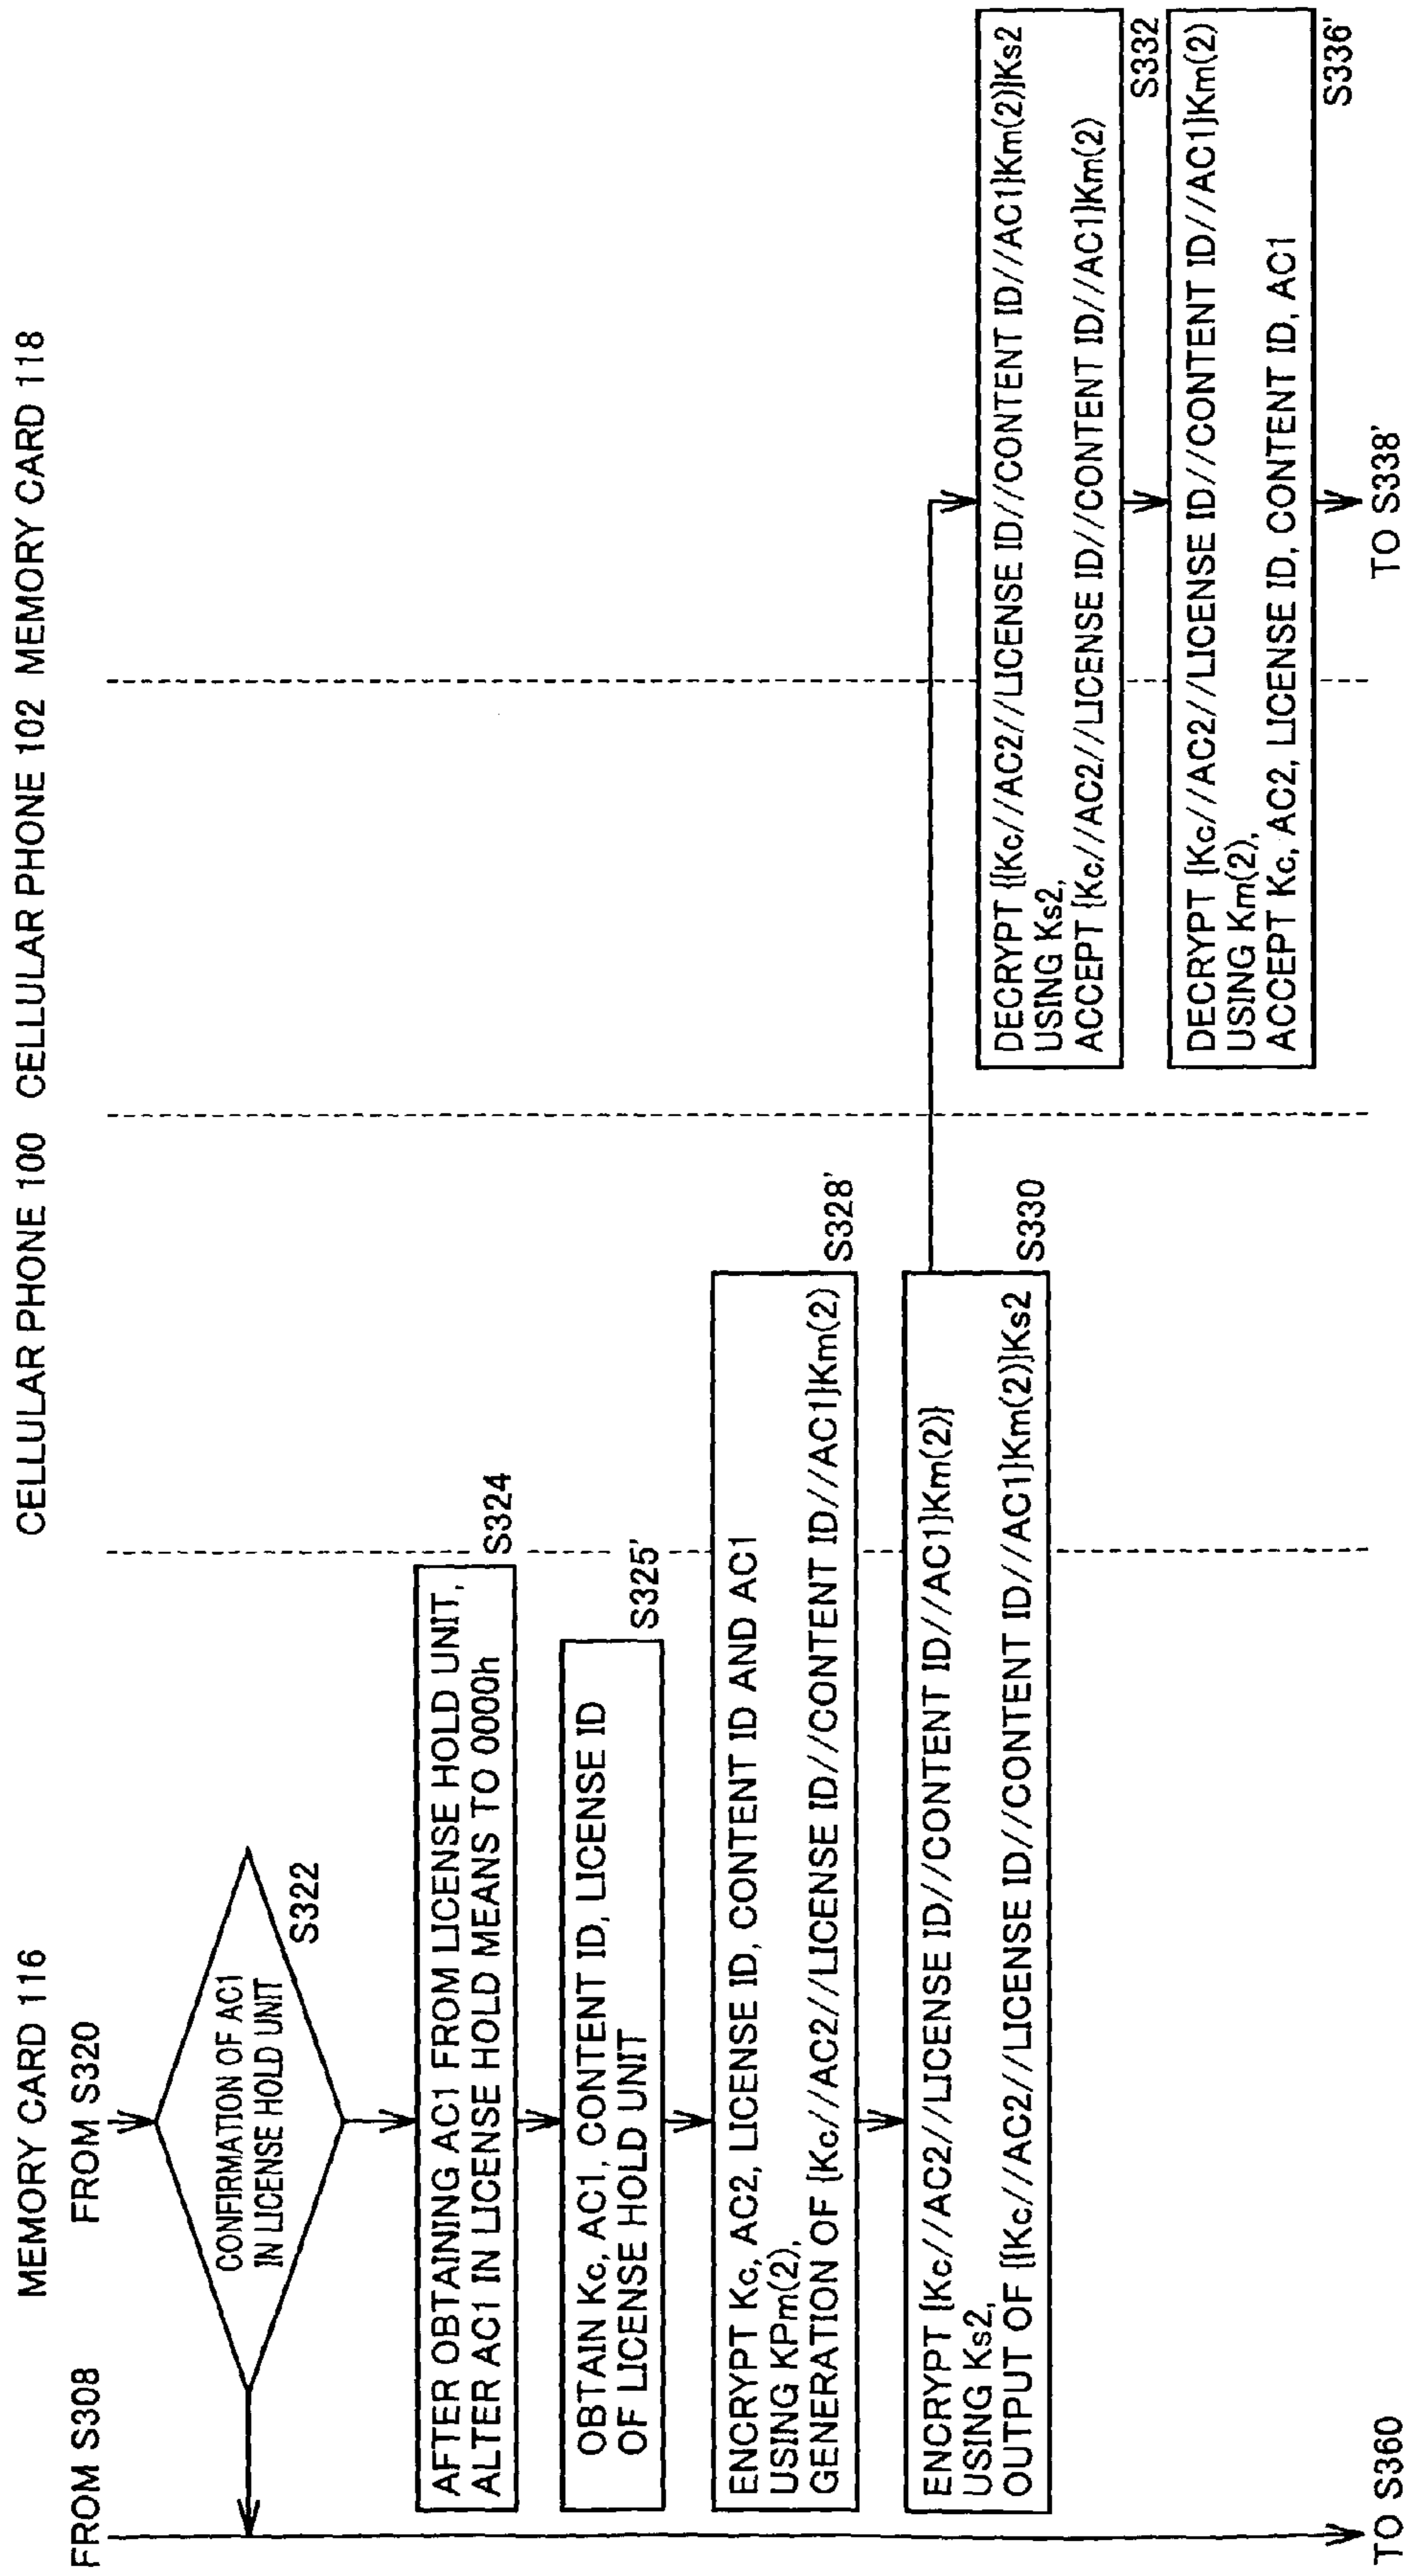 MEMORY CARD 116
CELLULAR PHONE 100
CELLULAR PHONE 102
MEMORY CARD 118
FROM S308
FROM S320
CONFIRMATION OF AC1
IN LICENSE HOLD UNIT
S322
AFTER OBTAINING AC1 FROM LICENSE HOLD UNIT,
ALTER AC1 IN LICENSE HOLD MEANS TO 0000h
S324
OBTAIN Kc, AC1, CONTENT ID, LICENSE ID
OF LICENSE HOLD UNIT
S325'
ENCRYPT Kc, AC2, LICENSE ID, CONTENT ID AND AC1
USING KPm(2),
GENERATION OF {Kc//AC2//LICENSE ID//CONTENT ID//AC1}Km(2)
S328'
ENCRYPT {Kc//AC2//LICENSE ID//CONTENT ID//AC1}Km(2)}
USING Ks2,
OUTPUT OF {{Kc//AC2//LICENSE ID//CONTENT ID//AC1}Km(2)}Ks2
S330
DECRYPT {{Kc//AC2//LICENSE ID//CONTENT ID//AC1}Km(2)}Ks2
USING Ks2,
ACCEPT {Kc//AC2//LICENSE ID//CONTENT ID//AC1}Km(2)
S332
DECRYPT {Kc//AC2//LICENSE ID//CONTENT ID//AC1}Km(2)
USING Km(2),
ACCEPT Kc, AC2, LICENSE ID, CONTENT ID, AC1
S336'
TO S338'
TO S360